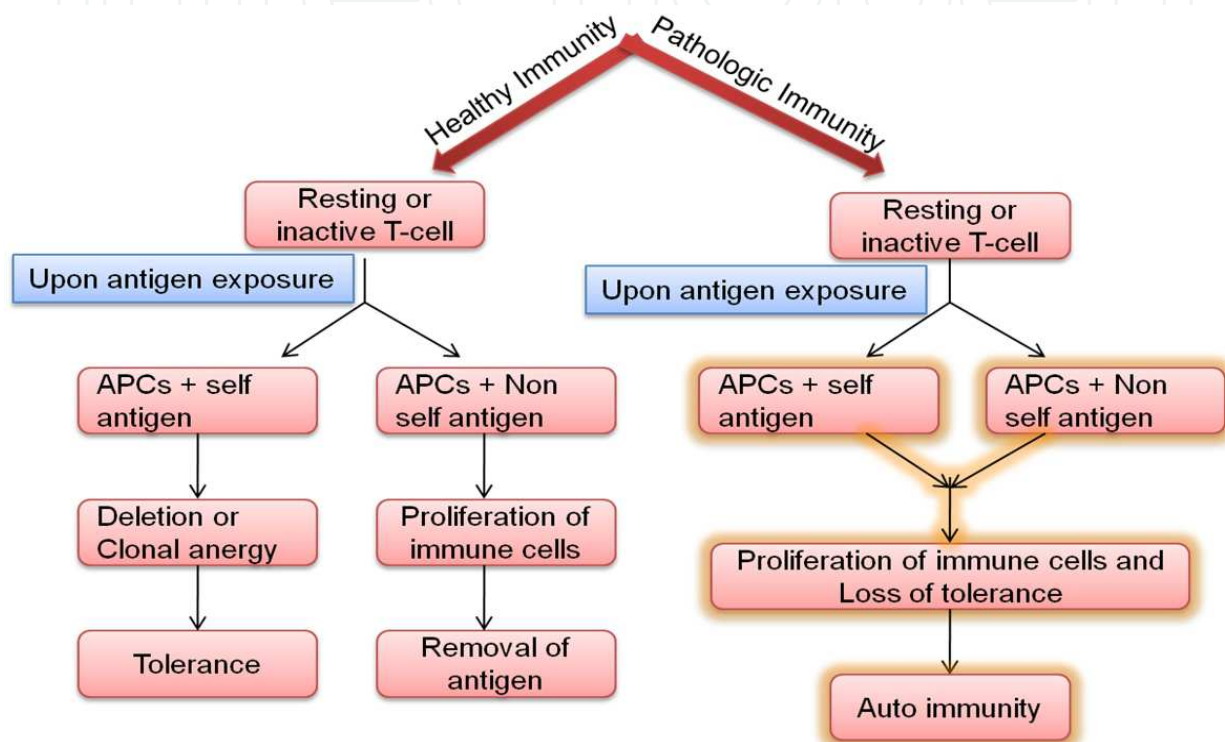 Healthy Immunity
Pathologic Immunity
Resting or
inactive T-cell
Upon antigen exposure
APCs + self
antigen
APCs + Non
self antigen
Deletion or
Clonal anergy
Proliferation of
immune cells
Tolerance
Removal of
antigen
Resting or
inactive T-cell
Upon antigen exposure
APCs + self
antigen
APCs + Non
self antigen
Proliferation of immune cells and
Loss of tolerance
Auto immunity